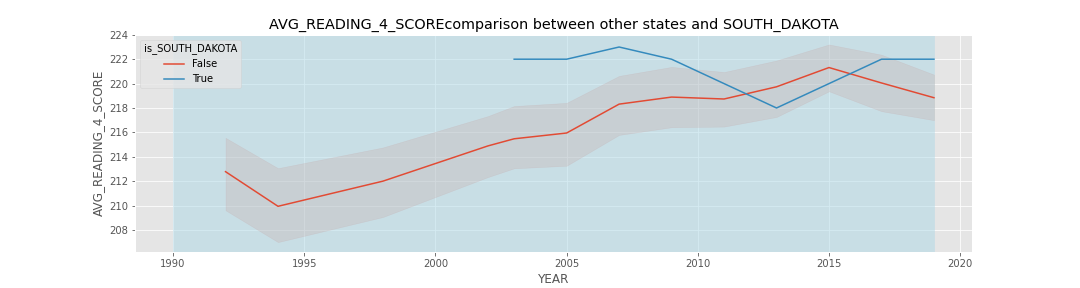 AVG_READING_4_SCOREcomparison between other states and SOUTH_DAKOTA
is_SOUTH_DAKOTA
False
True
AVG_READING_4_SCORE
224
222
220
218
216
214
212
210
208
1990
1995
2000
2005
2010
2015
2020
YEAR